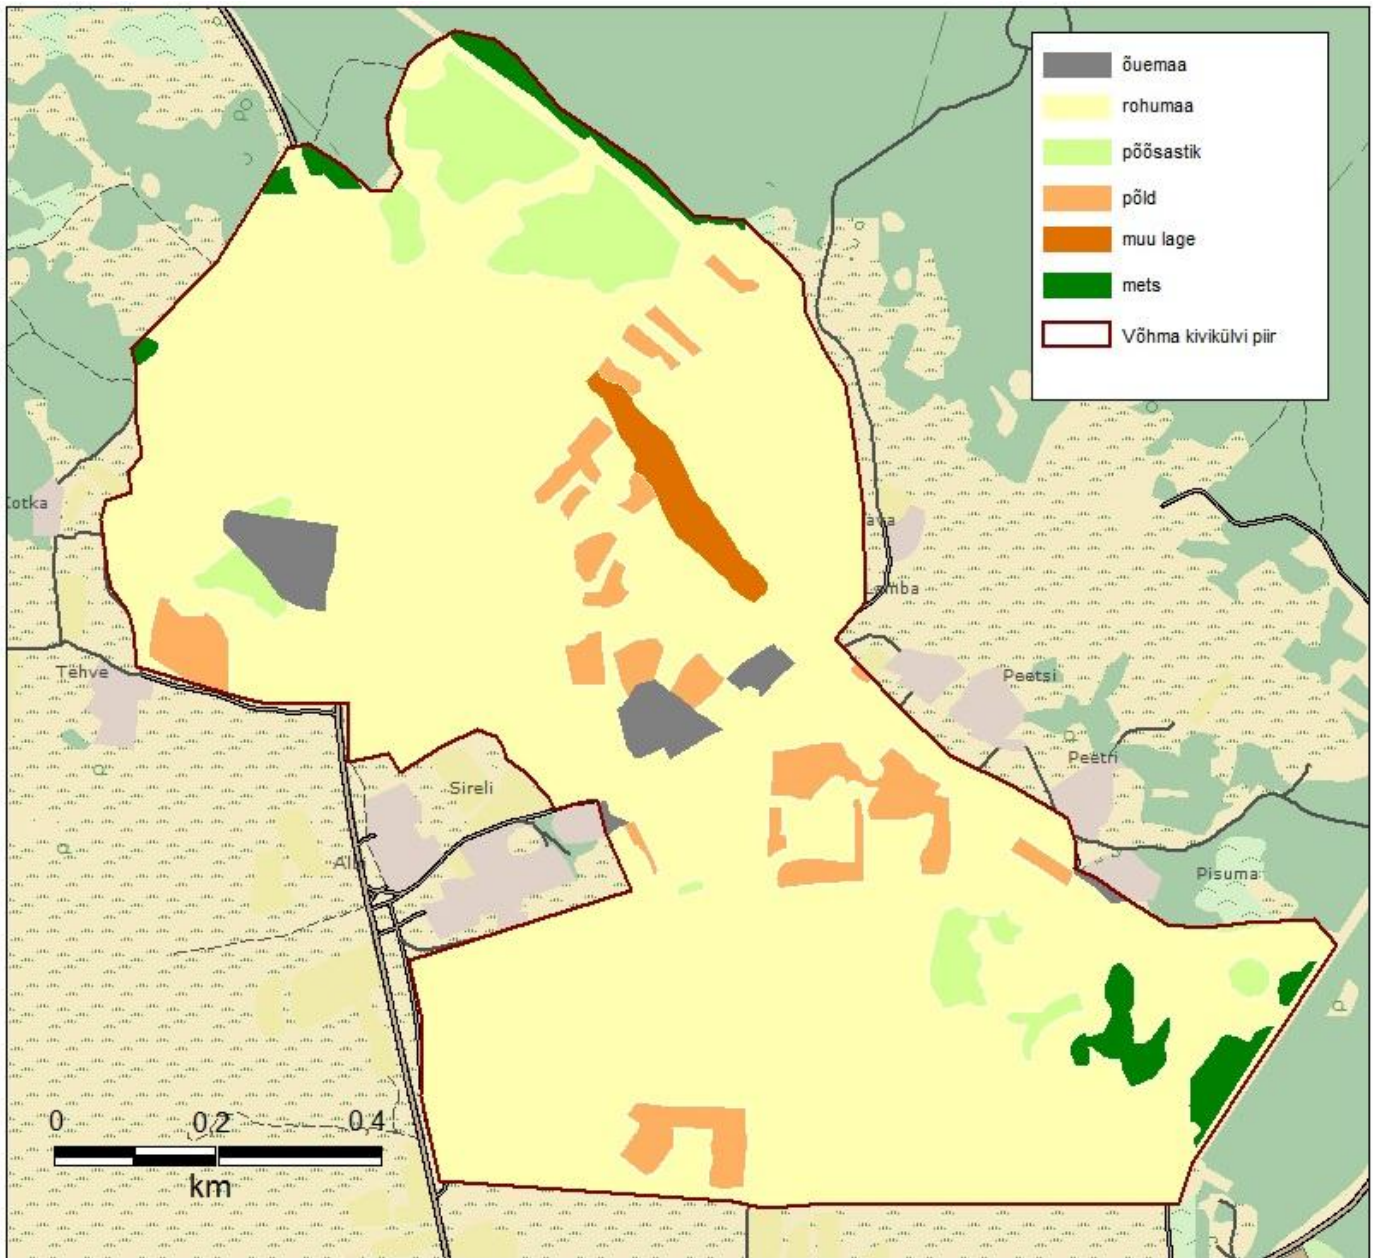 õuemaa
rohumaa
põõsastik
põld
muu lage
mets
Võhma kivikülvi piir
Tehve
Peetsi
Peetri
Sireli
Pisuma
0 0.2 0.4
km